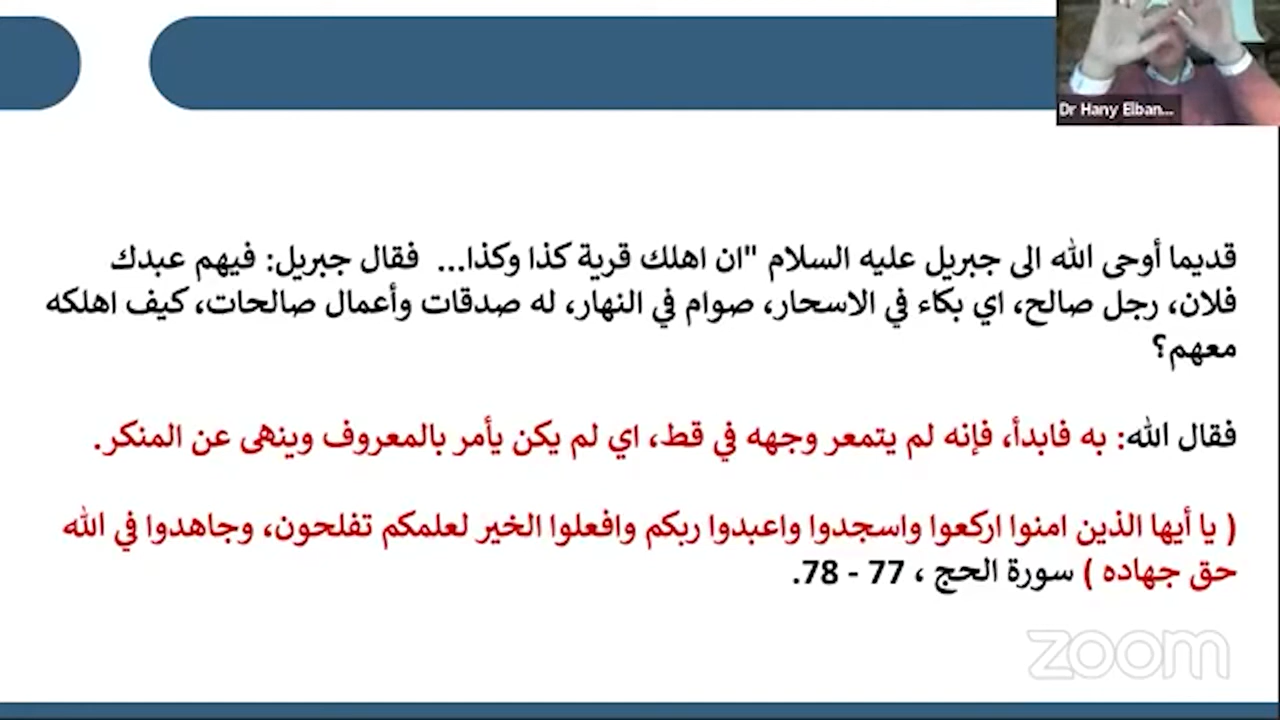 Dr Hany Elban...
قديما أوحى الله الى جبريل عليه السلام "ان اهلك قرية كذا وكذا... فقال جبريل: فيهم عبدك
فلان، رجل صالح، اي بكاء في الاسحار، صوام في النهار، له صدقات وأعمال صالحات، كيف اهلكه
معهم؟
فقال الله: به فابدأ، فإنه لم يتمعر وجهه في قط، اي لم يكن يأمر بالمعروف وينهى عن المنكر.
( يا أيها الذين امنوا اركعوا واسجدوا واعبدوا ربكم وافعلوا الخير لعلمكم تفلحون، وجاهدوا في الله
حق جهاده ) سورة الحج ، 77 - 78.
zoom